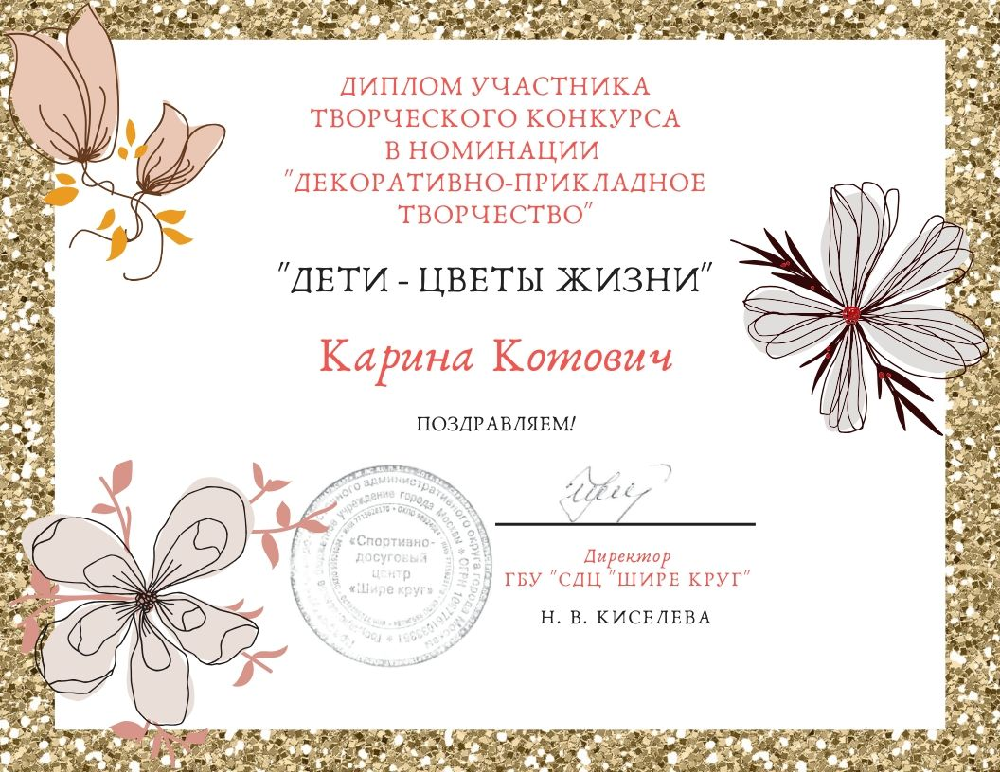 ДИПЛОМ УЧАСТНИКА
ТВОРЧЕСКОГО КОНКУРСА
В НОМИНАЦИИ
"ДЕКОРАТИВНО-ПРИКЛАДНОЕ
ТВОРЧЕСТВО"
"ДЕТИ - ЦВЕТЫ ЖИЗНИ"
Карина Котович
ПОЗДРАВЛЯЕМ!
«Спортивно-
досуговый
центр
«Шире круг»
Директор
ГБУ "СДЦ "ШИРЕ КРУГ"
Н. В. КИСЕЛЕВА